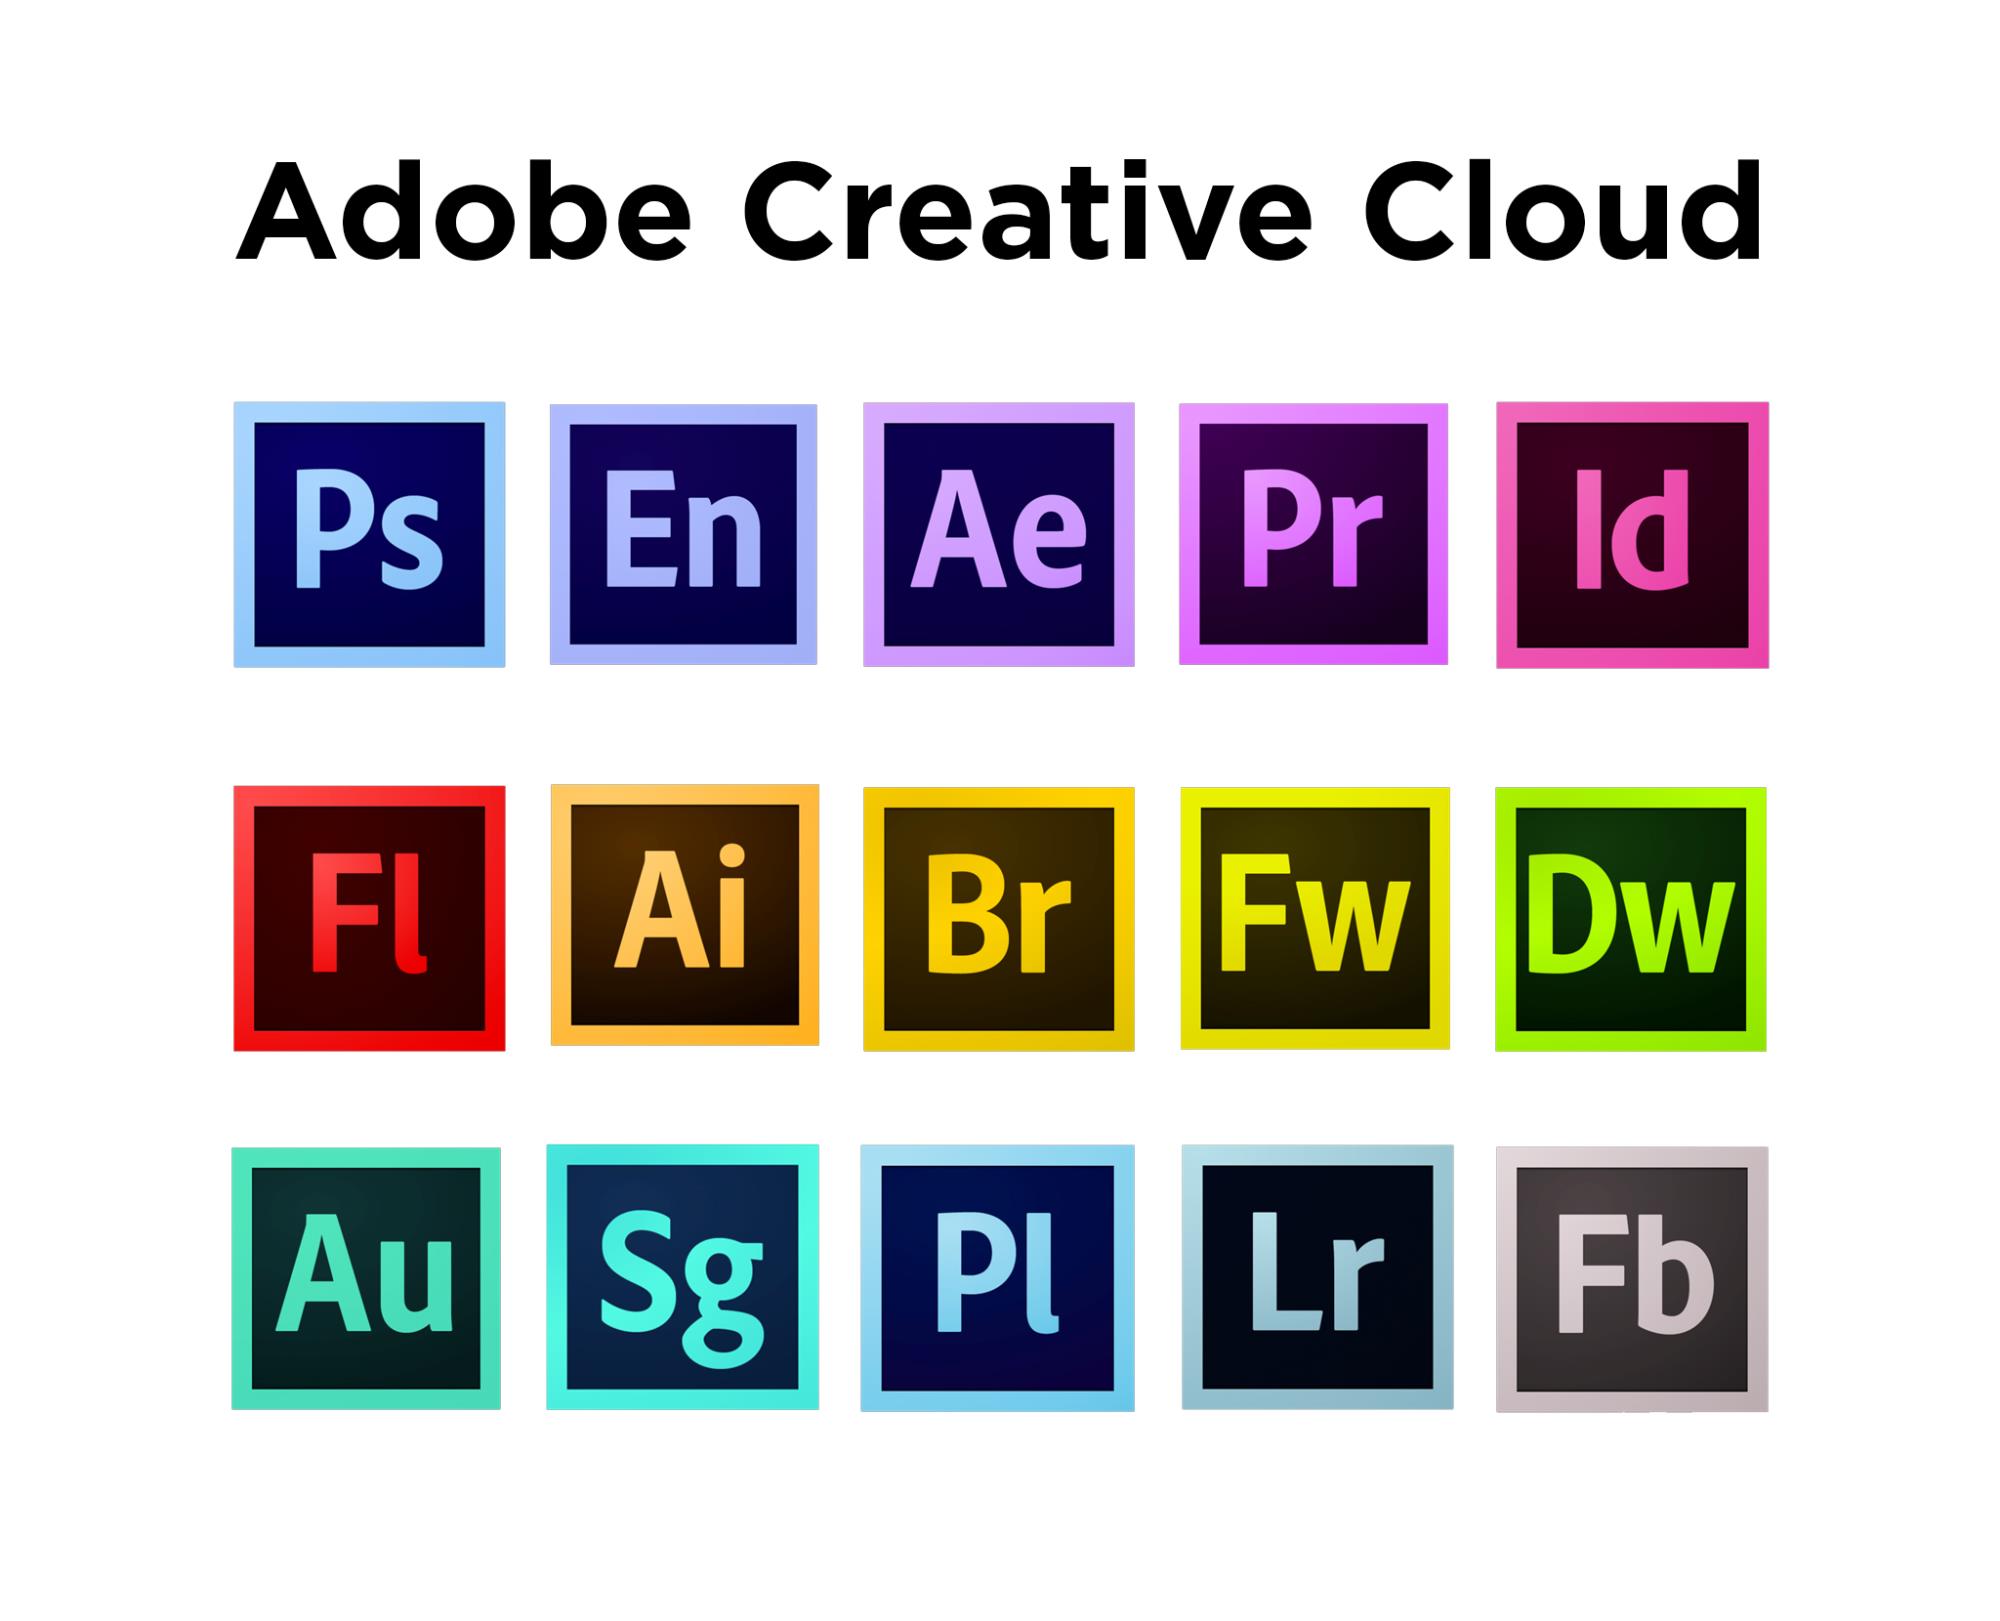 Adobe Creative Cloud
Ps En Ae Pr Id
Fl Ai Br Fw Dw
Au Sg Pl Lr Fb